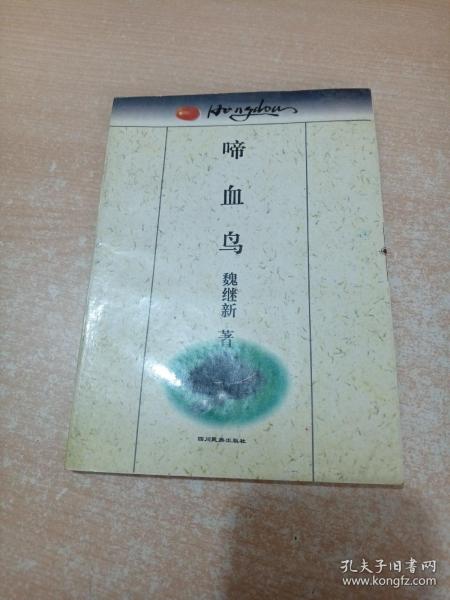 Hongdou
啼血鸟
魏继新 著
四川民族出版社
孔夫子旧书网
www.kongfz.com